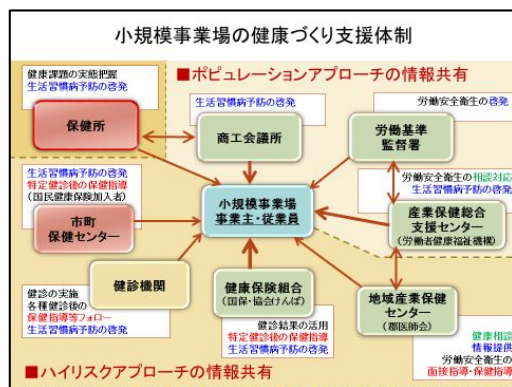 小規模事業場の健康づくり支援体制
健康課題の実態把握
生活習慣病予防の啓発
保健所
■ポピュレーションアプローチの情報共有
生活習慣病予防の啓発
商工会議所
労働安全衛生の啓発
労働基準
監督署
生活習慣病予防の啓発
特定健診後の保健指導
(国民健康保険加入者)
市町
保健センター
小規模事業場
事業主・従業員
労働安全衛生の相談対応
生活習慣病予防の啓発
産業保健総合
支援センター
(労働者健康福祉機構)
健診機関
健診の実施
各種健診後の
保健指導等フォロー
生活習慣病予防の啓発
健康保険組合
(国保・協会けんぽ)
健診結果の活用
特定健診後の保健指導
生活習慣病予防の啓発
地域産業保健
センター
(郡医師会)
健康相談
情報提供
労働安全衛生の
面接指導・保健指導
■ハイリスクアプローチの情報共有